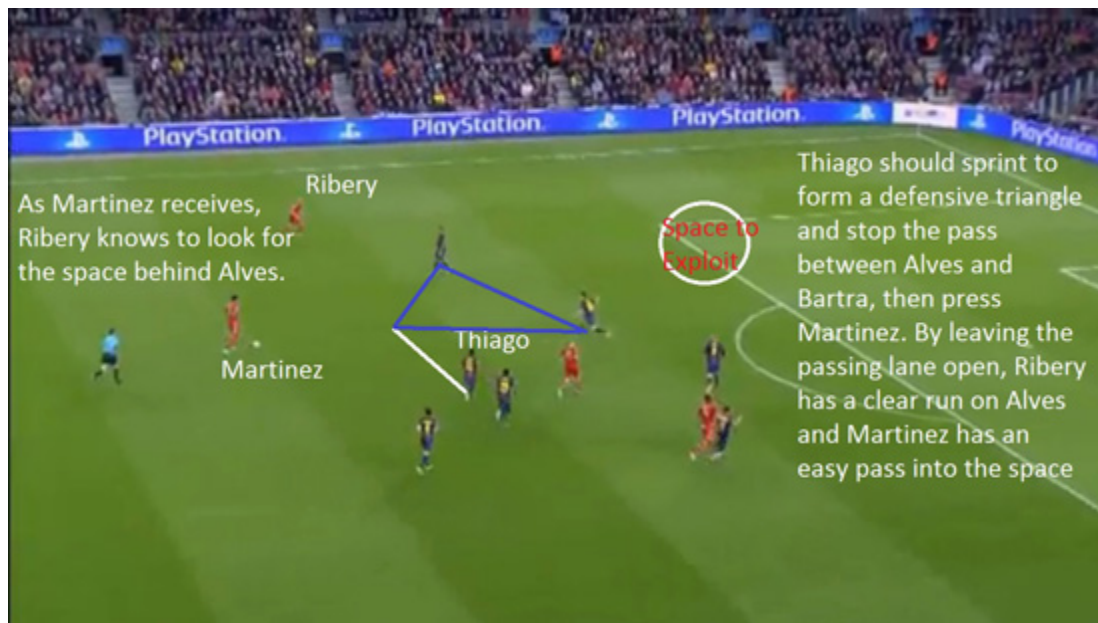 PlayStation.
PlayStation.
PlayStation.
PlayStation
As Martinez receives,
Ribery knows to look for
the space behind Alves.
Ribery
Martinez
Thiago
Space to
Exploit
Thiago should sprint to
form a defensive triangle
and stop the pass
between Alves and
Bartra, then press
Martinez. By leaving the
passing lane open, Ribery
has a clear run on Alves
and Martinez has an
easy pass into the space